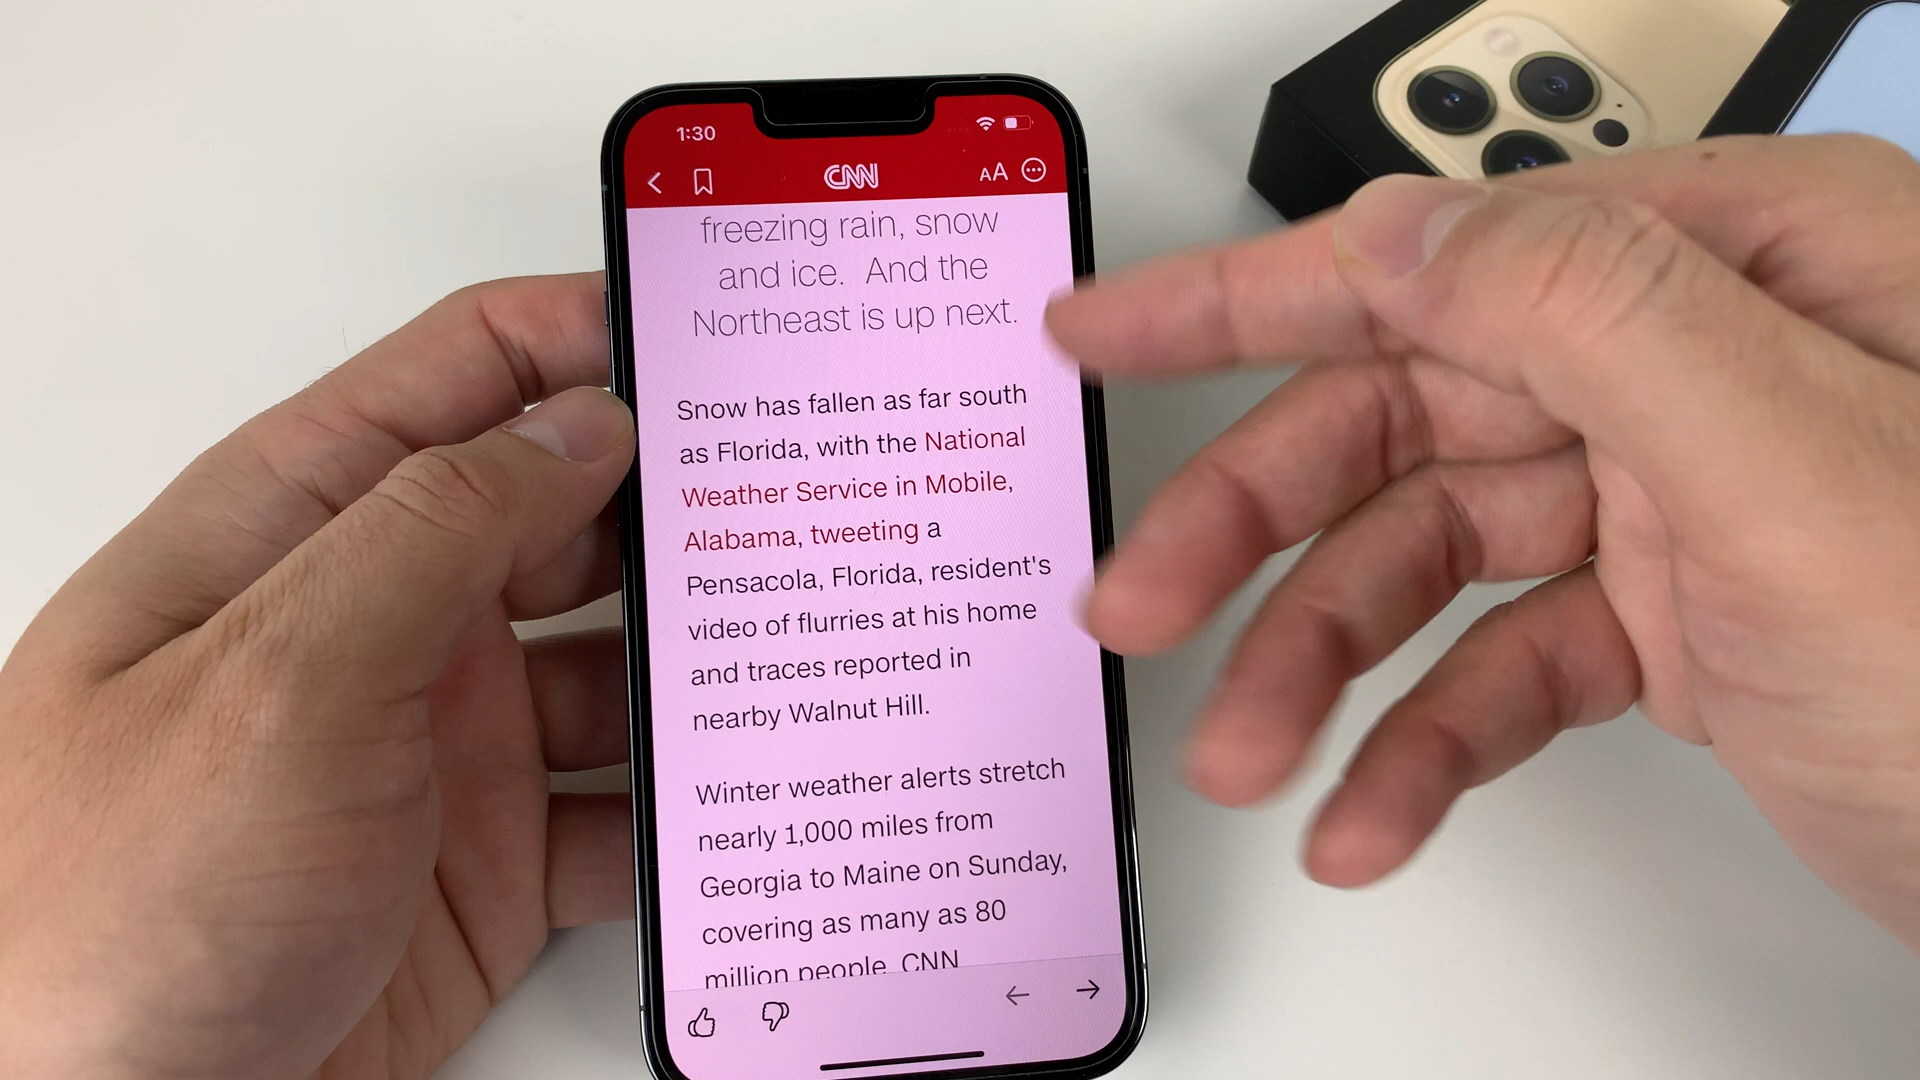 1:30
CNN
AA
freezing rain, snow
and ice. And the
Northeast is up next.
Snow has fallen as far south
as Florida, with the National
Weather Service in Mobile,
Alabama, tweeting a
Pensacola, Florida, resident's
video of flurries at his home
and traces reported in
nearby Walnut Hill.
Winter weather alerts stretch
nearly 1,000 miles from
Georgia to Maine on Sunday,
covering as many as 80
million people, CNN